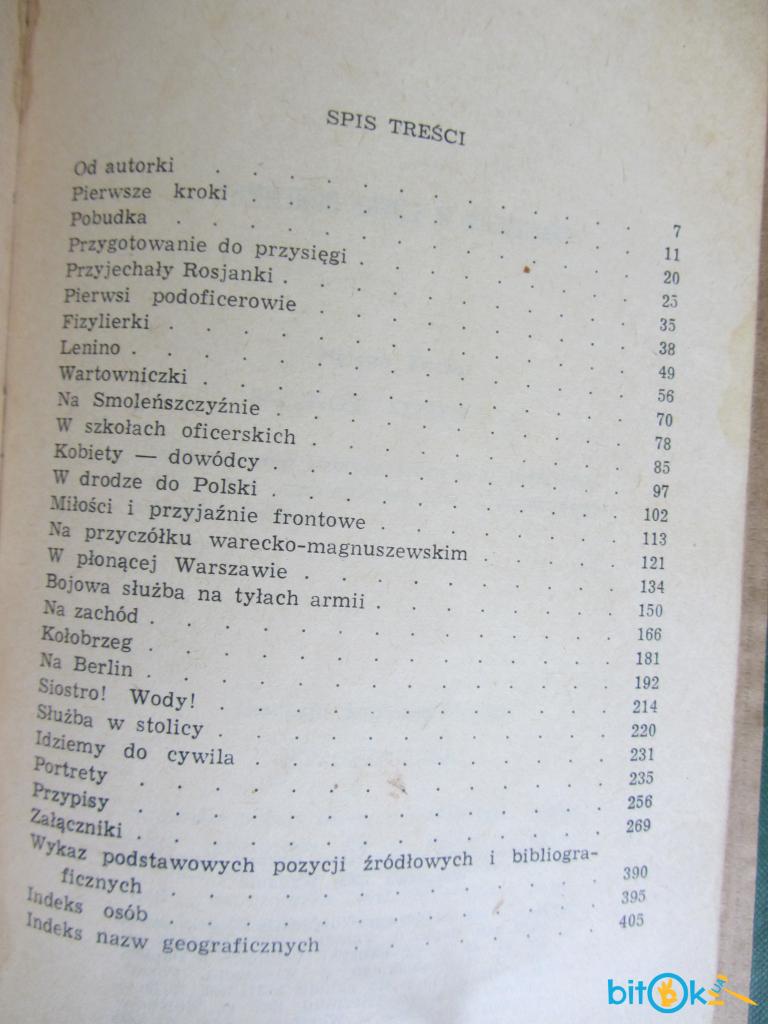 SPIS TREŚCI
Od autorki . . . . . . . . . . 7
Pierwsze kroki . . . . . . . . . . 11
Pobudka . . . . . . . . . . 20
Przygotowanie do przysięgi . . . . . . . . 25
Przyjechały Rosjanki . . . . . . . . . 35
Pierwsi podoficerowie . . . . . . . . . 38
Fizylierki . . . . . . . . . . 49
Lenino . . . . . . . . . . 56
Wartowniczki . . . . . . . . . . 70
Na Smoleńszczyźnie . . . . . . . . . 78
W szkołach oficerskich . . . . . . . . 85
Kobiety — dowódcy . . . . . . . . . 97
W drodze do Polski . . . . . . . . . 102
Miłości i przyjaźnie frontowe . . . . . . . 113
Na przyczółku warecko-magnuszewskim . . . . . 121
W płonącej Warszawie . . . . . . . . 134
Bojowa służba na tyłach armii . . . . . . 150
Na zachód . . . . . . . . . . 166
Kołobrzeg . . . . . . . . . . 181
Na Berlin . . . . . . . . . . 192
Siostro! Wody! . . . . . . . . . . 214
Służba w stolicy . . . . . . . . . 220
Idziemy do cywila . . . . . . . . . 231
Portrety . . . . . . . . . . 235
Przypisy . . . . . . . . . . 256
Załączniki . . . . . . . . . . 269
Wykaz podstawowych pozycji źródłowych i bibliogra-
ficznych . . . . . . . . . . 390
Indeks osób . . . . . . . . . . 395
Indeks nazw geograficznych . . . . . . . 405
bitOk.UA